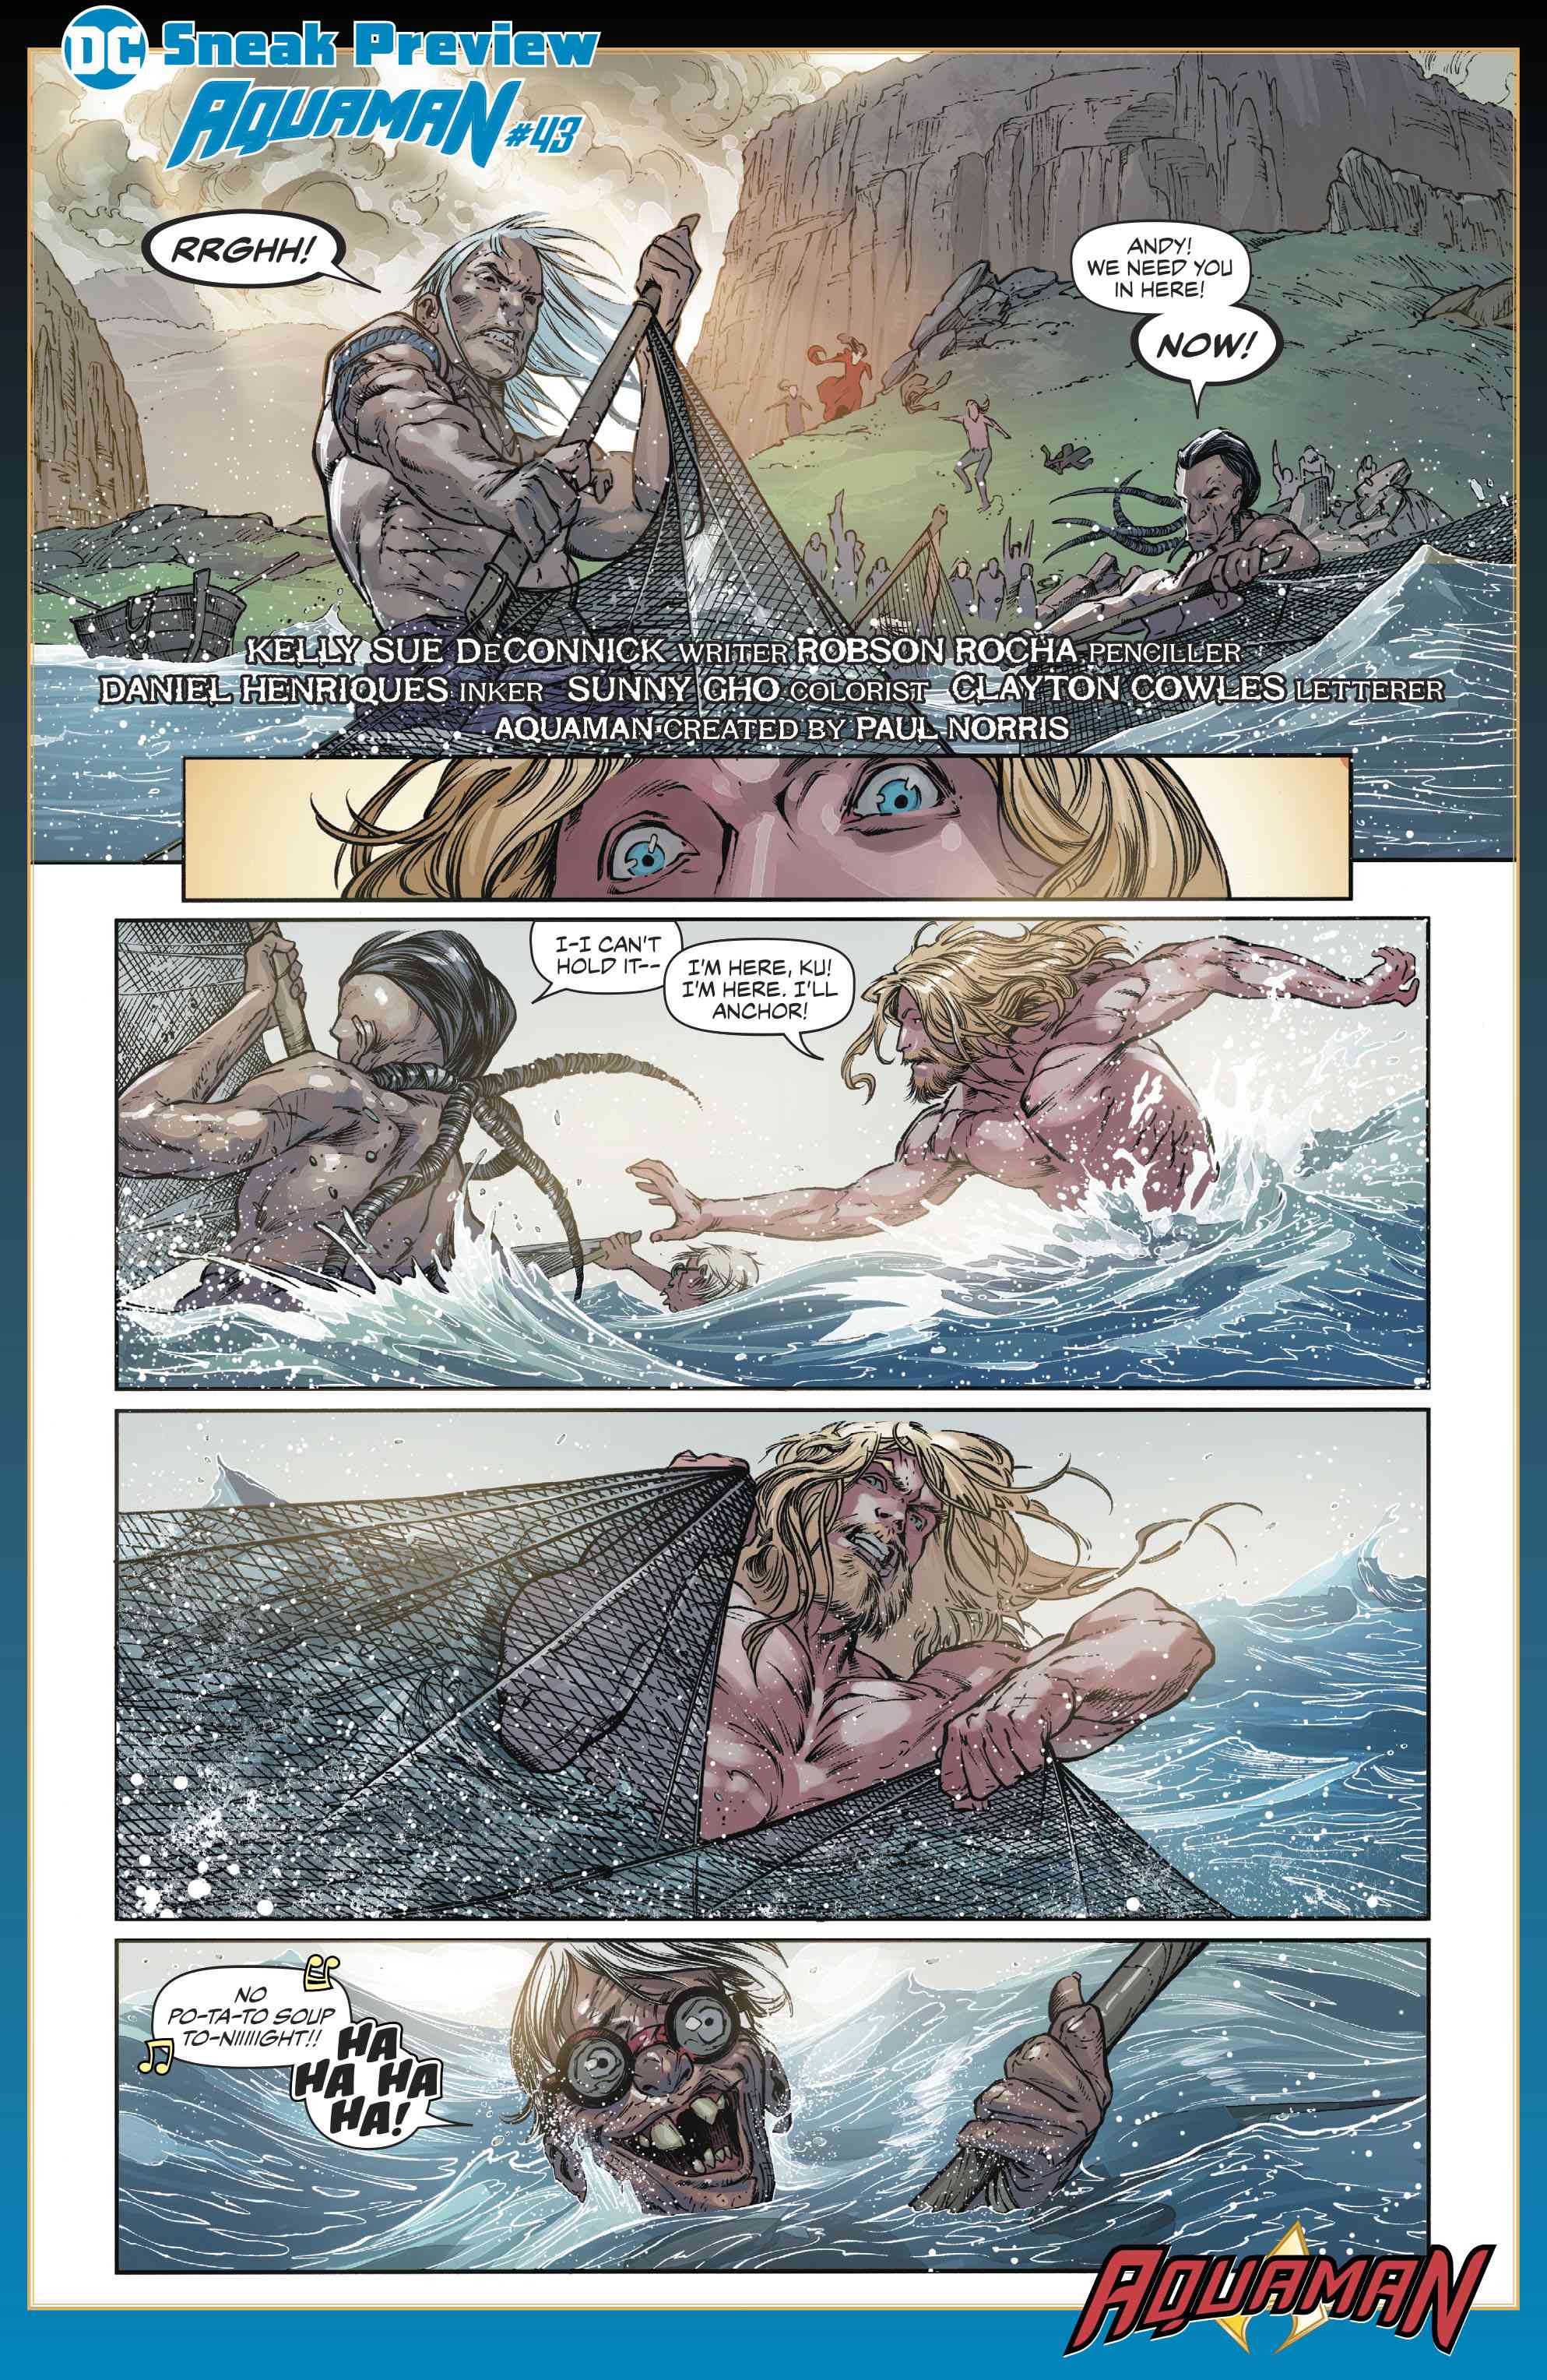 DC Sneak Preview
AQUAMAN #43
RRGHH!
ANDY!
WE NEED YOU
IN HERE!
NOW!
KELLY SUE DeCONNICK WRITER ROBSON ROCHA PENCILLER
DANIEL HENRIQUES INKER SUNNY GHO COLORIST CLAYTON COWLES LETTERER
AQUAMAN CREATED BY PAUL NORRIS
I-I CAN'T
HOLD IT--
I'M HERE, KU!
I'M HERE. I'LL
ANCHOR!
NO
PO-TA-TO SOUP
TO-NIIIIIGHT!!
HA
HA HA
HA!
AQUAMAN